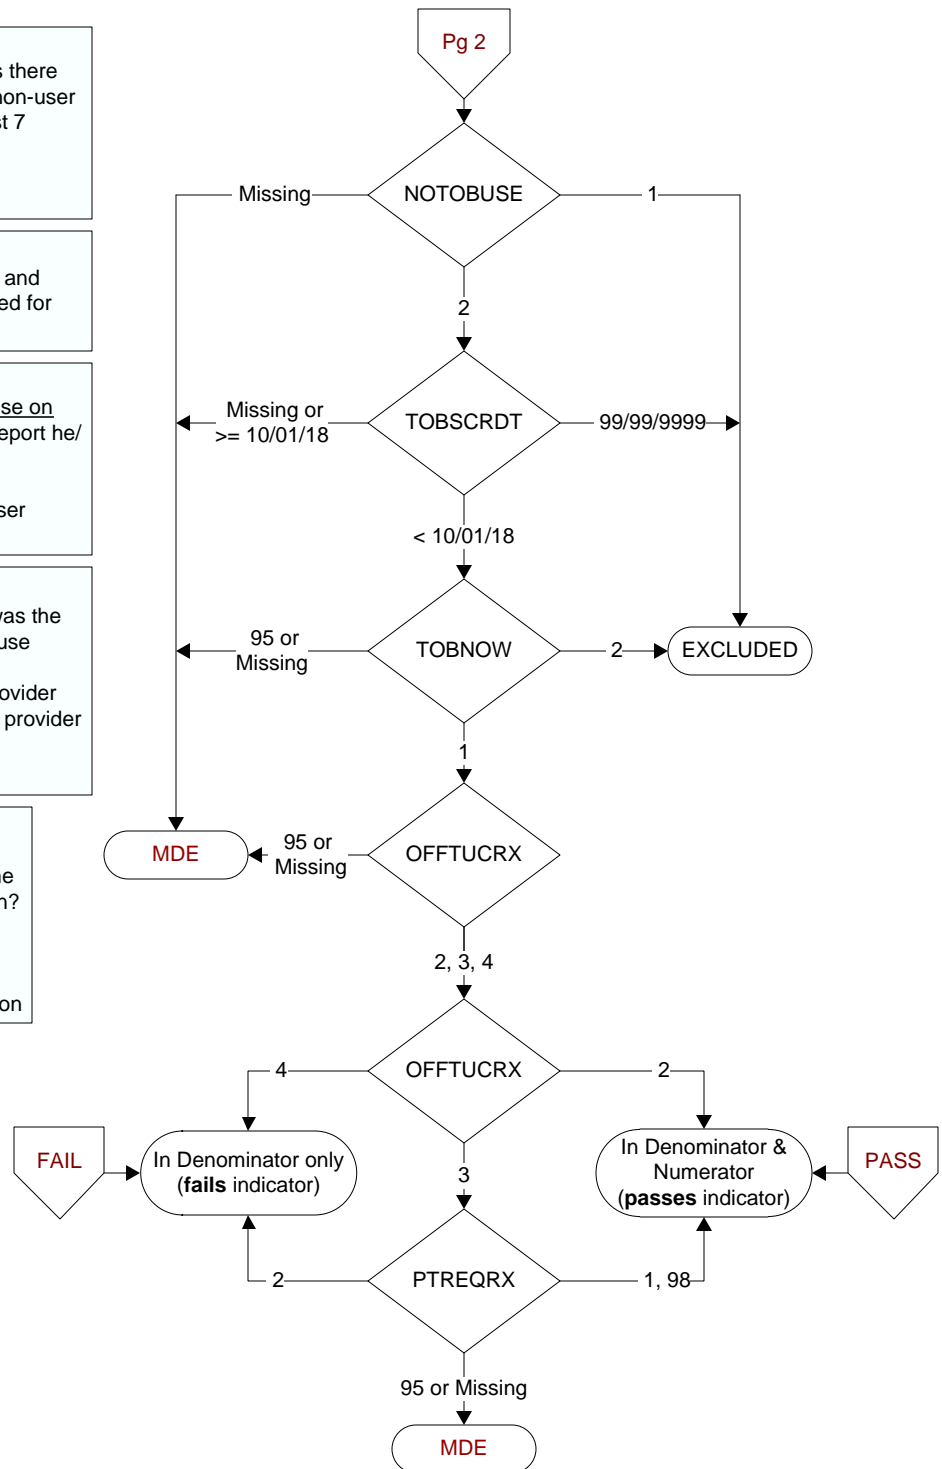 Pg 2
s there
non-user
st 7
NOTOBUSE
Missing
1
2
and
ed for
TOBSCRDT
Missing or
>= 10/01/18
99/99/9999
se on
eport he/
ser
< 10/01/18
was the
use
ovider
provider
TOBNOW
95 or
Missing
2
EXCLUDED
1
OFFTUCRX
95 or
Missing
MDE
ne
n?
on
2, 3, 4
OFFTUCRX
4
2
FAIL
In Denominator only
(fails indicator)
3
In Denominator &
Numerator
(passes indicator)
PASS
PTREQRX
2
1, 98
95 or Missing
MDE